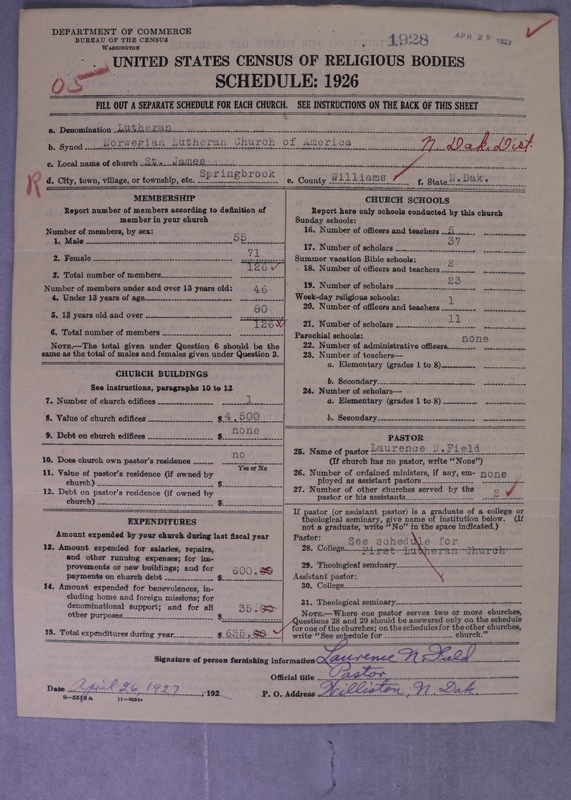 DEPARTMENT OF COMMERCE
BUREAU OF THE CENSUS
WASHINGTON
1928
APR 29 1927
UNITED STATES CENSUS OF RELIGIOUS BODIES
SCHEDULE: 1926
05
FILL OUT A SEPARATE SCHEDULE FOR EACH CHURCH. SEE INSTRUCTIONS ON THE BACK OF THIS SHEET
a. Denomination Lutheran
b. Synod Norwegian Lutheran Church of America
N. Dak. Dist.
c. Local name of church St. James
R
d. City, town, village, or township, etc. Springbrook e. County Williams f. State N.Dak.
MEMBERSHIP
Report number of members according to definition of
member in your church
Number of members, by sex:
1. Male 55
2. Female 71
3. Total number of members 126
Number of members under and over 13 years old:
4. Under 13 years of age 46
5. 13 years old and over 80
6. Total number of members 126
NOTE.—The total given under Question 6 should be the
same as the total of males and females given under Question 3.
CHURCH BUILDINGS
See instructions, paragraphs 10 to 12
7. Number of church edifices 1
8. Value of church edifices $ 4,500
9. Debt on church edifices $ none
10. Does church own pastor's residence no
Yes or No
11. Value of pastor's residence (if owned by
church) $
12. Debt on pastor's residence (if owned by
church) $
EXPENDITURES
Amount expended by your church during last fiscal year
13. Amount expended for salaries, repairs,
and other running expenses; for im-
provements or new buildings; and for
payments on church debt $ 600.00
14. Amount expended for benevolences, in-
cluding home and foreign missions; for
denominational support; and for all
other purposes $ 35.00
15. Total expenditures during year $ 635.00
CHURCH SCHOOLS
Report here only schools conducted by this church
Sunday schools:
16. Number of officers and teachers 5
17. Number of scholars 37
Summer vacation Bible schools:
18. Number of officers and teachers 2
19. Number of scholars 23
Week-day religious schools:
20. Number of officers and teachers 1
21. Number of scholars 11
Parochial schools:
22. Number of administrative officers none
23. Number of teachers—
a. Elementary (grades 1 to 8)
b. Secondary
24. Number of scholars—
a. Elementary (grades 1 to 8)
b. Secondary
PASTOR
25. Name of pastor Laurence N.Field
(If church has no pastor, write "None")
26. Number of ordained ministers, if any, em-
ployed as assistant pastors none
27. Number of other churches served by the
pastor or his assistants 2
If pastor (or assistant pastor) is a graduate of a college or
theological seminary, give name of institution below. (If
not a graduate, write "No" in the space indicated.)
Pastor:
See schedule for
28. College First Lutheran Church
29. Theological seminary
Assistant pastor:
30. College
31. Theological seminary
NOTE.—Where one pastor serves two or more churches,
Questions 28 and 29 should be answered only on the schedule
for one of the churches; on the schedules for the other churches,
write "See schedule for church."
Signature of person furnishing information Laurence N. Field
Official title Pastor
Date April 26, 1927, 192 P. O. Address Williston, N. Dak.